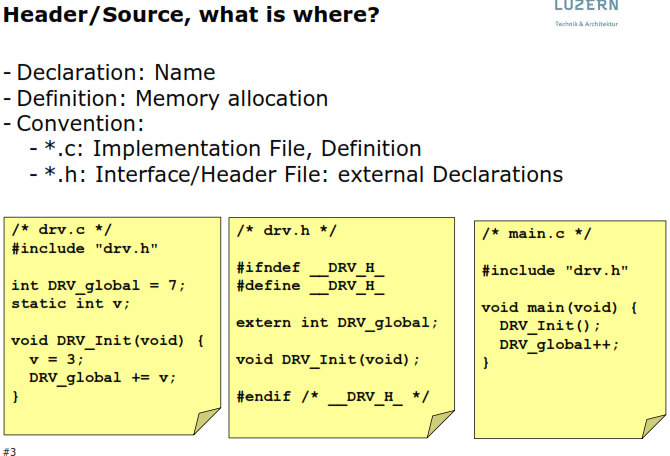 Header/Source, what is where?
LUZERN
Technik & Architektur
- Declaration: Name
- Definition: Memory allocation
- Convention:
- *.c: Implementation File, Definition
- *.h: Interface/Header File: external Declarations
/* drv.c */
#include "drv.h"
int DRV_global = 7;
static int v;
void DRV_Init(void) {
v = 3;
DRV_global += v;
}
/* drv.h */
#ifndef __DRV_H_
#define __DRV_H_
extern int DRV_global;
void DRV_Init(void);
#endif /* __DRV_H_ */
/* main.c */
#include "drv.h"
void main(void) {
DRV_Init();
DRV_global++;
}
#3